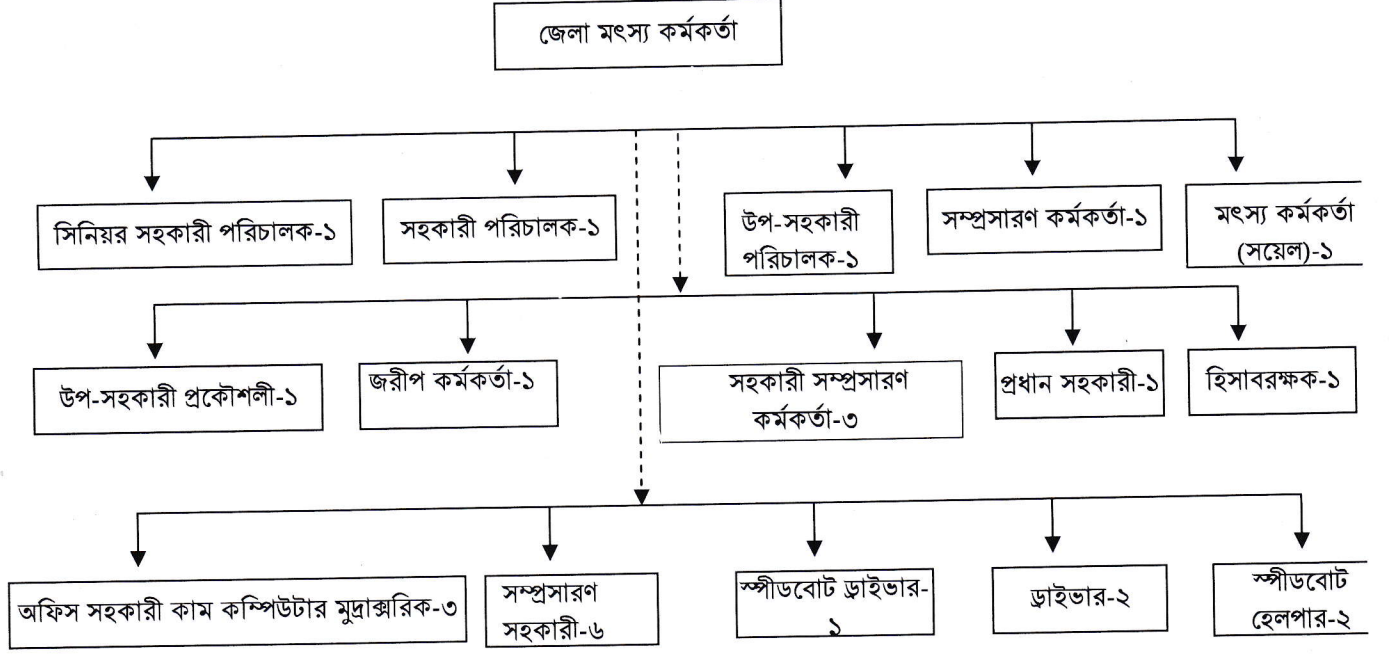 জেলা মৎস্য কর্মকর্তা
সিনিয়র সহকারী পরিচালক-১
সহকারী পরিচালক-১
উপ-সহকারী
পরিচালক-১
সম্প্রসারণ কর্মকর্তা-১
মৎস্য কর্মকর্তা
(সয়েল)-১
উপ-সহকারী প্রকৌশলী-১
জরীপ কর্মকর্তা-১
সহকারী সম্প্রসারণ
কর্মকর্তা-৩
প্রধান সহকারী-১
হিসাবরক্ষক-১
অফিস সহকারী কাম কম্পিউটার মুদ্রাক্সরিক-৩
সম্প্রসারণ
সহকারী-৬
স্পীডবোট ড্রাইভার-
১
ড্রাইভার-২
স্পীডবোট
হেলপার-২